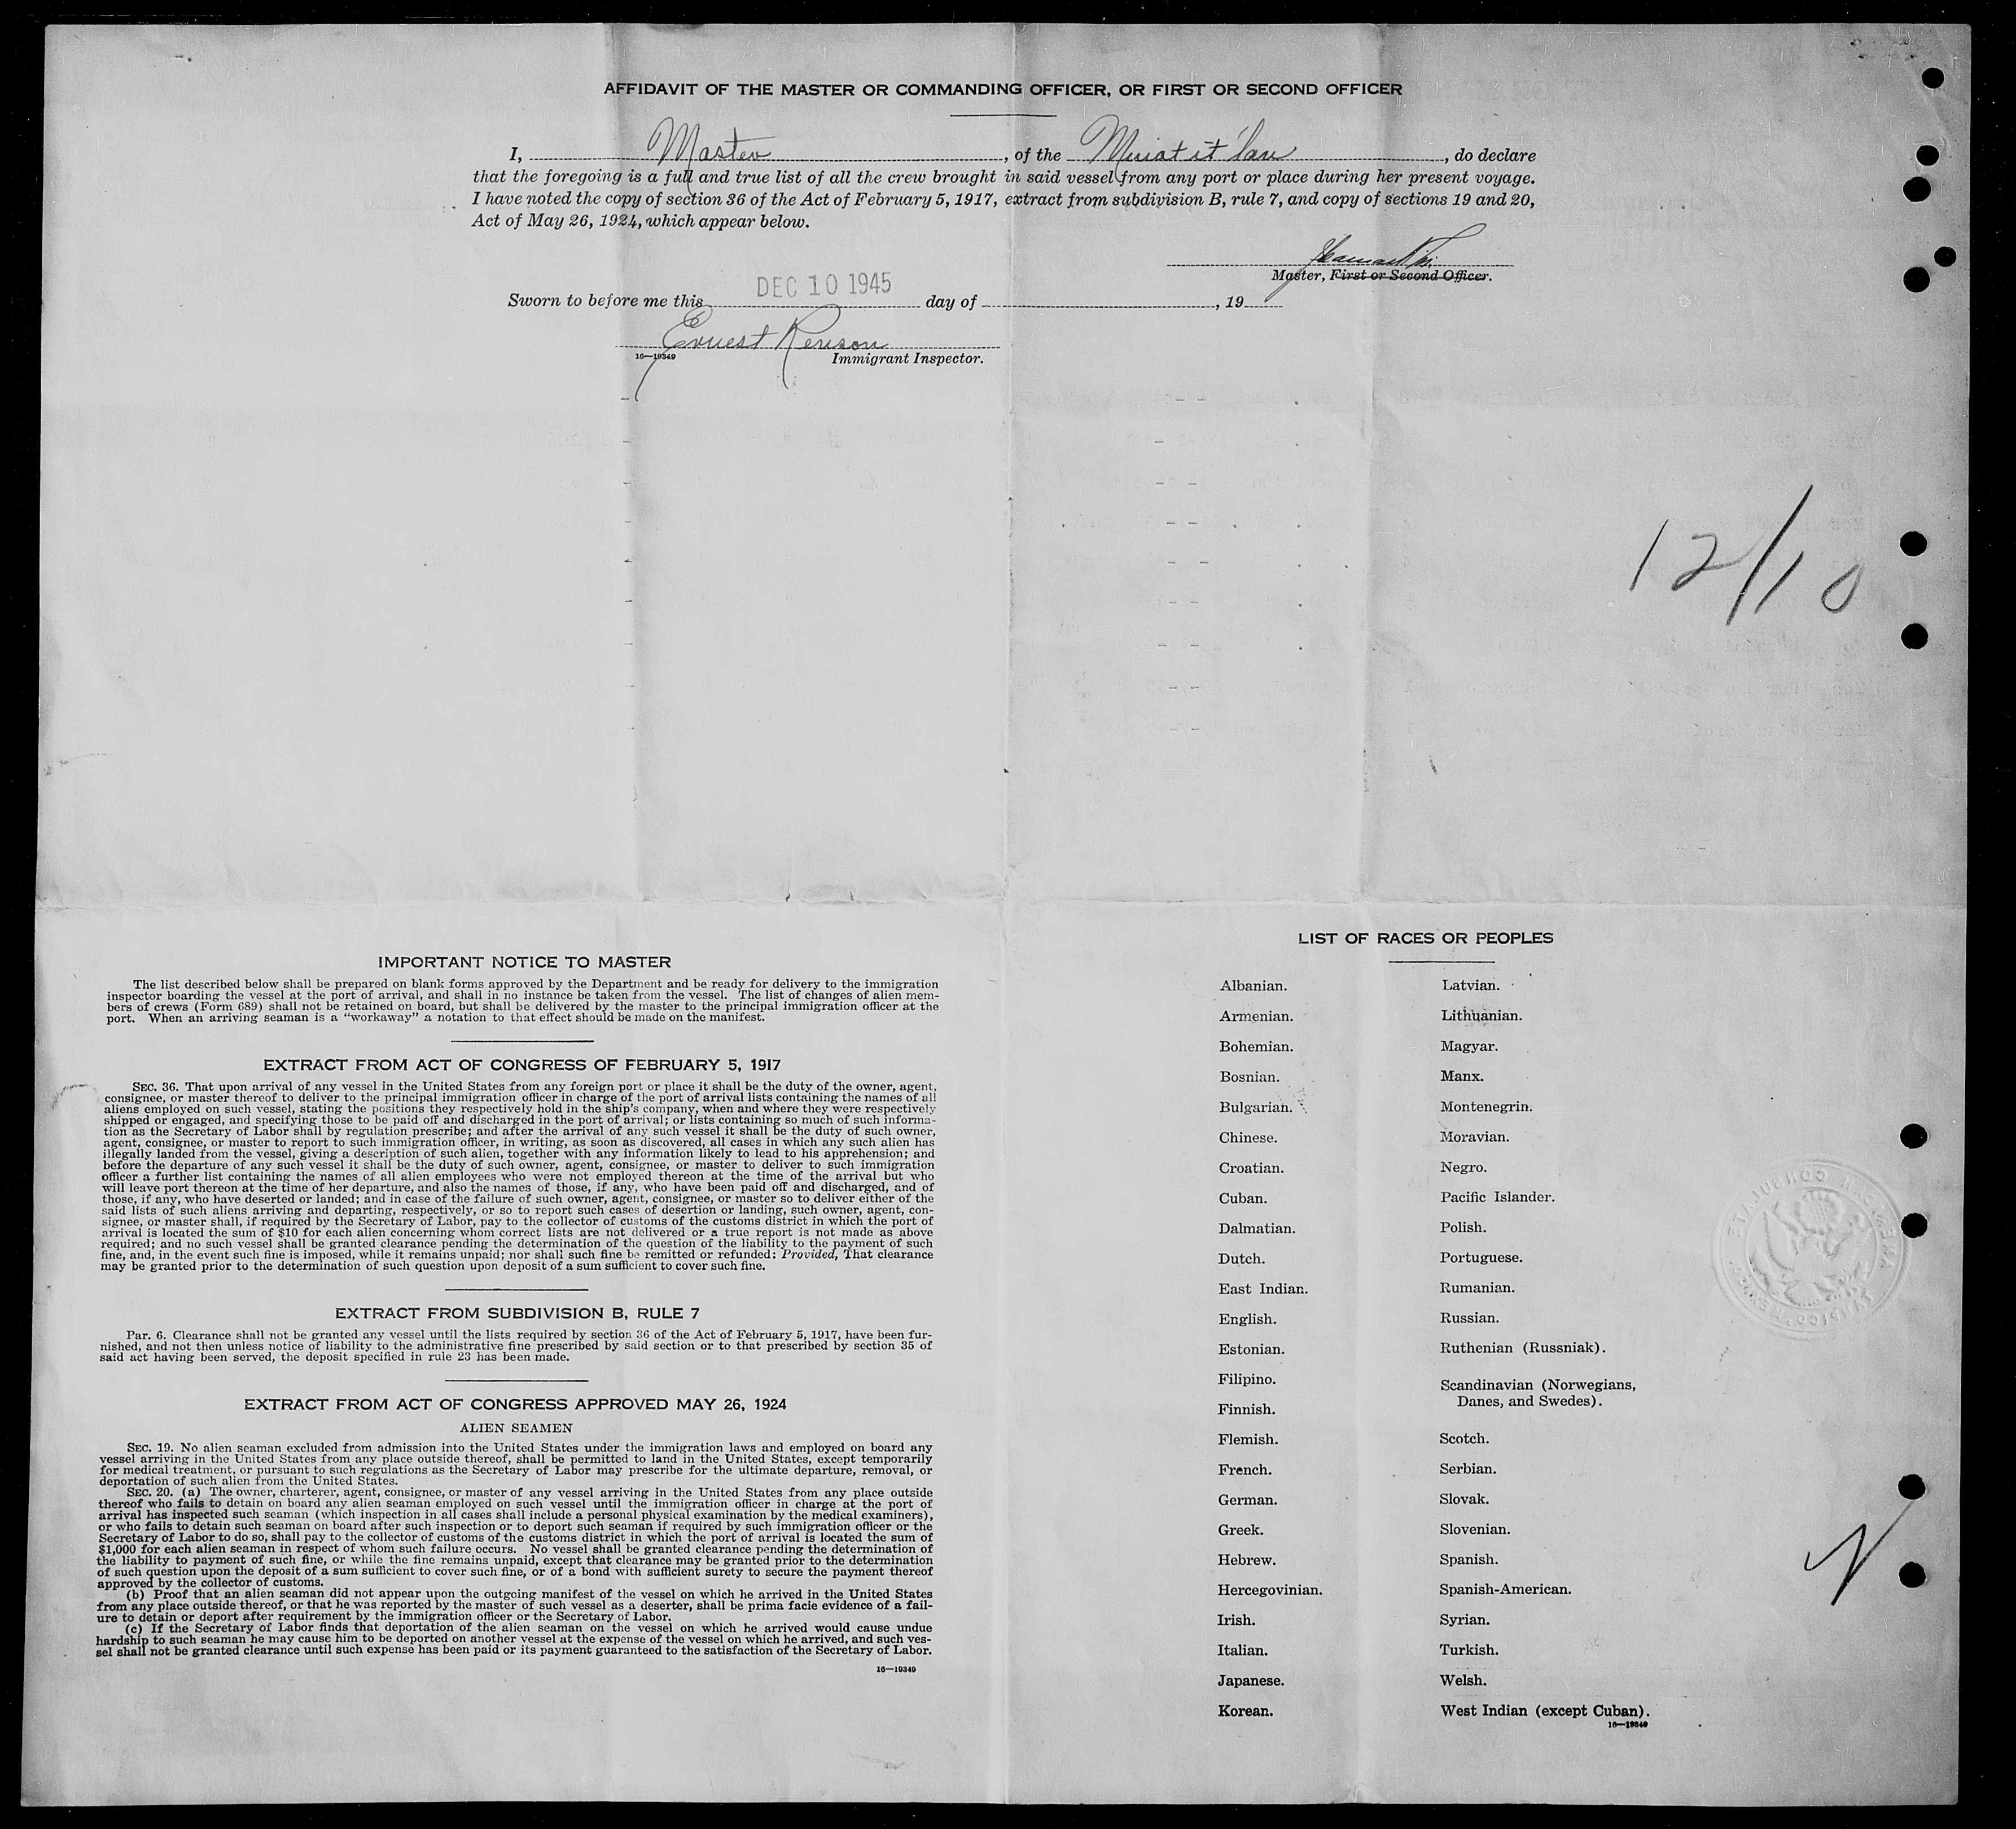 AFFIDAVIT OF THE MASTER OR COMMANDING OFFICER, OR FIRST OR SECOND OFFICER
I, Master, of the , do declare
that the foregoing is a full and true list of all the crew brought in said vessel from any port or place during her present voyage.
I have noted the copy of section 36 of the Act of February 5, 1917, extract from subdivision B, rule 7, and copy of sections 19 and 20,
Act of May 26, 1924, which appear below.
Master, First or Second Officer.
DEC 10 1945
Sworn to before me this day of , 19
Ernest Renison
16—19349 Immigrant Inspector.
12/10
IMPORTANT NOTICE TO MASTER
The list described below shall be prepared on blank forms approved by the Department and be ready for delivery to the immigration
inspector boarding the vessel at the port of arrival, and shall in no instance be taken from the vessel. The list of changes of alien mem-
bers of crews (Form 689) shall not be retained on board, but shall be delivered by the master to the principal immigration officer at the
port. When an arriving seaman is a “workaway” a notation to that effect should be made on the manifest.
EXTRACT FROM ACT OF CONGRESS OF FEBRUARY 5, 1917
SEC. 36. That upon arrival of any vessel in the United States from any foreign port or place it shall be the duty of the owner, agent,
consignee, or master thereof to deliver to the principal immigration officer in charge of the port of arrival lists containing the names of all
aliens employed on such vessel, stating the positions they respectively hold in the ship's company, when and where they were respectively
shipped or engaged, and specifying those to be paid off and discharged in the port of arrival; or lists containing so much of such informa-
tion as the Secretary of Labor shall by regulation prescribe; and after the arrival of any such vessel it shall be the duty of such owner,
agent, consignee, or master to report to such immigration officer, in writing, as soon as discovered, all cases in which any such alien has
illegally landed from the vessel, giving a description of such alien, together with any information likely to lead to his apprehension; and
before the departure of any such vessel it shall be the duty of such owner, agent, consignee, or master to deliver to such immigration
officer a further list containing the names of all alien employees who were not employed thereon at the time of the arrival but who
will leave port thereon at the time of her departure, and also the names of those, if any, who have been paid off and discharged, and of
those, if any, who have deserted or landed; and in case of the failure of such owner, agent, consignee, or master so to deliver either of the
said lists of such aliens arriving and departing, respectively, or so to report such cases of desertion or landing, such owner, agent, con-
signee, or master shall, if required by the Secretary of Labor, pay to the collector of customs of the customs district in which the port of
arrival is located the sum of $10 for each alien concerning whom correct lists are not delivered or a true report is not made as above
required; and no such vessel shall be granted clearance pending the determination of the question of the liability to the payment of such
fine, and, in the event such fine is imposed, while it remains unpaid; nor shall such fine be remitted or refunded: Provided, That clearance
may be granted prior to the determination of such question upon deposit of a sum sufficient to cover such fine.
EXTRACT FROM SUBDIVISION B, RULE 7
Par. 6. Clearance shall not be granted any vessel until the lists required by section 36 of the Act of February 5, 1917, have been fur-
nished, and not then unless notice of liability to the administrative fine prescribed by said section or to that prescribed by section 35 of
said act having been served, the deposit specified in rule 23 has been made.
EXTRACT FROM ACT OF CONGRESS APPROVED MAY 26, 1924
ALIEN SEAMEN
SEC. 19. No alien seaman excluded from admission into the United States under the immigration laws and employed on board any
vessel arriving in the United States from any place outside thereof, shall be permitted to land in the United States, except temporarily
for medical treatment, or pursuant to such regulations as the Secretary of Labor may prescribe for the ultimate departure, removal, or
deportation of such alien from the United States.
SEC. 20. (a) The owner, charterer, agent, consignee, or master of any vessel arriving in the United States from any place outside
thereof who fails to detain on board any alien seaman employed on such vessel until the immigration officer in charge at the port of
arrival has inspected such seaman (which inspection in all cases shall include a personal physical examination by the medical examiners),
or who fails to detain such seaman on board after such inspection or to deport such seaman if required by such immigration officer or the
Secretary of Labor to do so, shall pay to the collector of customs of the customs district in which the port of arrival is located the sum of
$1,000 for each alien seaman in respect of whom such failure occurs. No vessel shall be granted clearance pending the determination of
the liability to payment of such fine, or while the fine remains unpaid, except that clearance may be granted prior to the determination
of such question upon the deposit of a sum sufficient to cover such fine, or of a bond with sufficient surety to secure the payment thereof
approved by the collector of customs.
(b) Proof that an alien seaman did not appear upon the outgoing manifest of the vessel on which he arrived in the United States
from any place outside thereof, or that he was reported by the master of such vessel as a deserter, shall be prima facie evidence of a fail-
ure to detain or deport after requirement by the immigration officer or the Secretary of Labor.
(c) If the Secretary of Labor finds that deportation of the alien seaman on the vessel on which he arrived would cause undue
hardship to such seaman he may cause him to be deported on another vessel at the expense of the vessel on which he arrived, and such ves-
sel shall not be granted clearance until such expense has been paid or its payment guaranteed to the satisfaction of the Secretary of Labor.
16—19349
LIST OF RACES OR PEOPLES
Albanian.
Armenian.
Bohemian.
Bosnian.
Bulgarian.
Chinese.
Croatian.
Cuban.
Dalmatian.
Dutch.
East Indian.
English.
Estonian.
Filipino.
Finnish.
Flemish.
French.
German.
Greek.
Hebrew.
Hercegovinian.
Irish.
Italian.
Japanese.
Korean.
Latvian.
Lithuanian.
Magyar.
Manx.
Montenegrin.
Moravian.
Negro.
Pacific Islander.
Polish.
Portuguese.
Rumanian.
Russian.
Ruthenian (Russniak).
Scandinavian (Norwegians,
Danes, and Swedes).
Scotch.
Serbian.
Slovak.
Slovenian.
Spanish.
Spanish-American.
Syrian.
Turkish.
Welsh.
West Indian (except Cuban).
16—19349
AMERICAN CONSULATE
TAMPICO, MEXICO